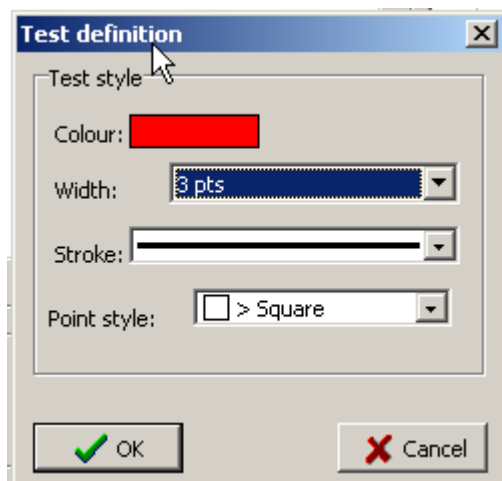 Test definition
Test style
Colour:
Width: 3 pts
Stroke:
Point style: > Square
OK Cancel